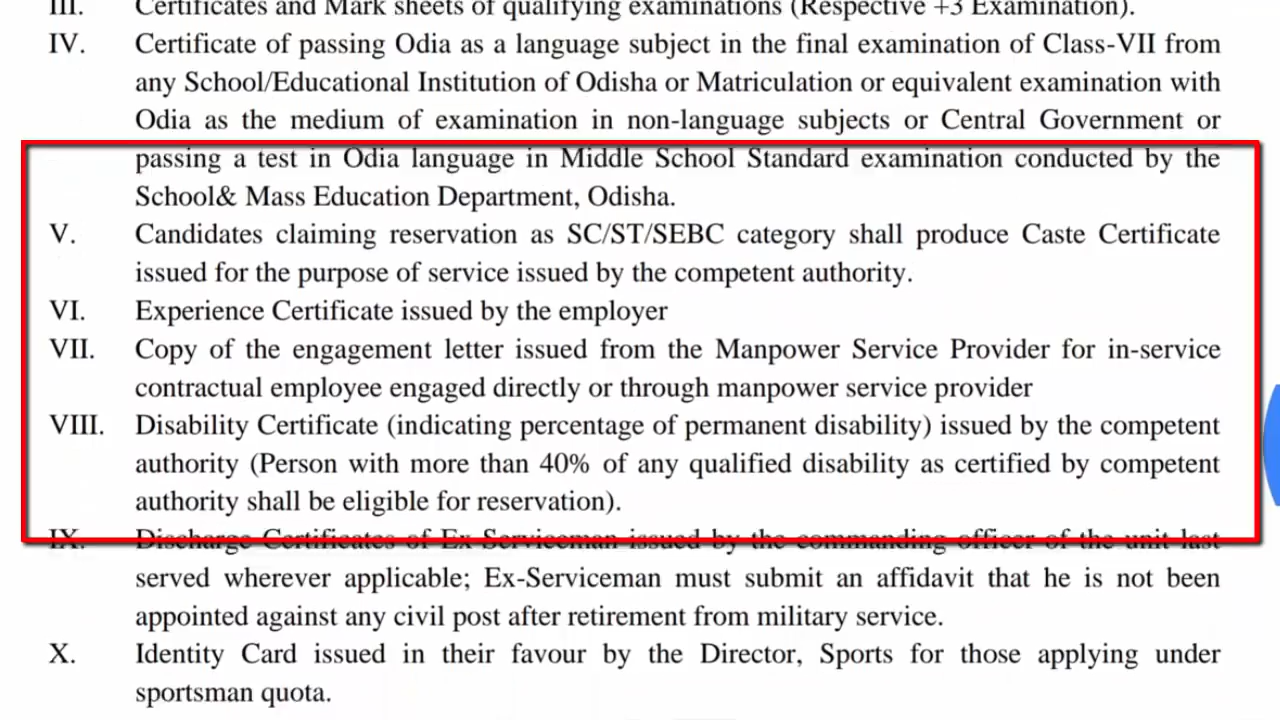 III. Certificates and Mark sheets of qualifying examinations (Respective +3 Examination).
IV. Certificate of passing Odia as a language subject in the final examination of Class-VII from
any School/Educational Institution of Odisha or Matriculation or equivalent examination with
Odia as the medium of examination in non-language subjects or Central Government or
passing a test in Odia language in Middle School Standard examination conducted by the
School& Mass Education Department, Odisha.
V. Candidates claiming reservation as SC/ST/SEBC category shall produce Caste Certificate
issued for the purpose of service issued by the competent authority.
VI. Experience Certificate issued by the employer
VII. Copy of the engagement letter issued from the Manpower Service Provider for in-service
contractual employee engaged directly or through manpower service provider
VIII. Disability Certificate (indicating percentage of permanent disability) issued by the competent
authority (Person with more than 40% of any qualified disability as certified by competent
authority shall be eligible for reservation).
IX. Discharge Certificates of Ex-Serviceman issued by the commanding officer of the unit last
served wherever applicable; Ex-Serviceman must submit an affidavit that he is not been
appointed against any civil post after retirement from military service.
X. Identity Card issued in their favour by the Director, Sports for those applying under
sportsman quota.